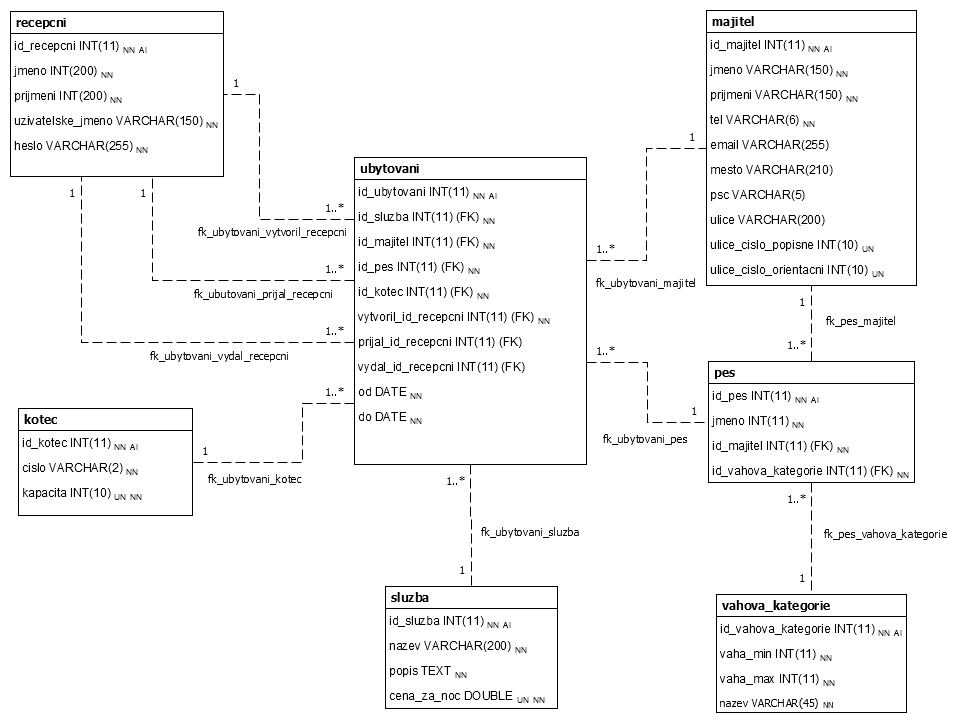 recepcni
id_recepcni INT(11) NN AI
jmeno INT(200) NN
prijmeni INT(200) NN
uzivatelske_jmeno VARCHAR(150) NN
heslo VARCHAR(255) NN
majitel
id_majitel INT(11) NN AI
jmeno VARCHAR(150) NN
prijmeni VARCHAR(150) NN
tel VARCHAR(6) NN
email VARCHAR(255)
mesto VARCHAR(210)
psc VARCHAR(5)
ulice VARCHAR(200)
ulice_cislo_popisne INT(10) UN
ulice_cislo_orientacni INT(10) UN
ubytovani
id_ubytovani INT(11) NN AI
id_sluzba INT(11) (FK) NN
id_majitel INT(11) (FK) NN
id_pes INT(11) (FK) NN
id_kotec INT(11) (FK) NN
vytvoril_id_recepcni INT(11) (FK) NN
prijal_id_recepcni INT(11) (FK)
vydal_id_recepcni INT(11) (FK)
od DATE NN
do DATE NN
1
1..*
fk_ubytovani_vytvoril_recepcni
1
1..*
fk_ubutovani_prijal_recepcni
1
1..*
fk_ubytovani_vydal_recepcni
1
1..*
fk_ubytovani_majitel
1
fk_pes_majitel
1..*
1..*
1
fk_ubytovani_pes
pes
id_pes INT(11) NN AI
jmeno INT(11) NN
id_majitel INT(11) (FK) NN
id_vahova_kategorie INT(11) (FK) NN
kotec
id_kotec INT(11) NN AI
cislo VARCHAR(2) NN
kapacita INT(10) UN NN
1..*
1
fk_ubytovani_kotec
1..*
fk_ubytovani_sluzba
1
1..*
fk_pes_vahova_kategorie
1
sluzba
id_sluzba INT(11) NN AI
nazev VARCHAR(200) NN
popis TEXT NN
cena_za_noc DOUBLE UN NN
vahova_kategorie
id_vahova_kategorie INT(11) NN AI
vaha_min INT(11) NN
vaha_max INT(11) NN
nazev VARCHAR(45) NN